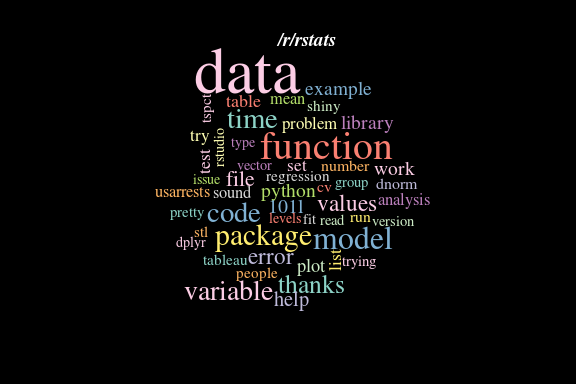 /r/rstats
data
example
tspct
table
mean
shiny
time
problem
library
try
rstudio
type
function
test
vector
set
number
work
issue
file
regression
cv
group
dnorm
usarrests
sound
python
values
analysis
pretty
code
1011
levels
fit
read
run
version
stl
dplyr
package
model
tableau
error
plot
list
trying
people
variable
thanks
help